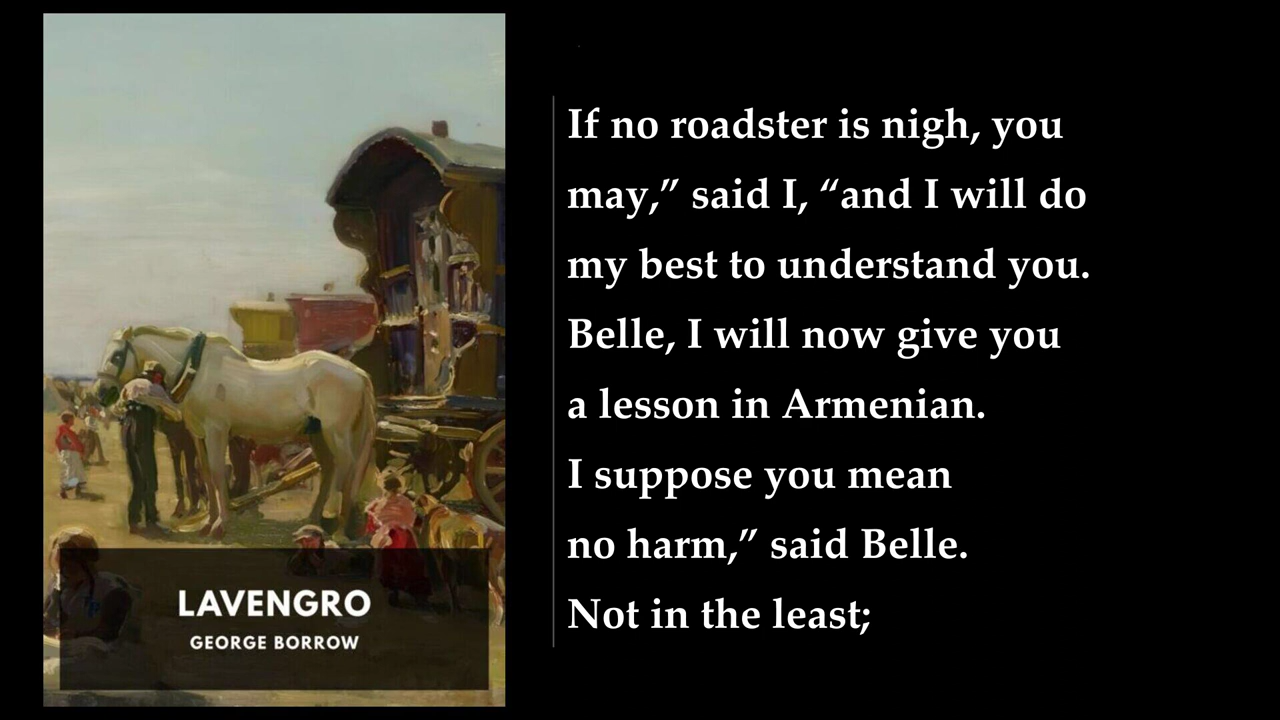 LAVENGRO
GEORGE BORROW
If no roadster is nigh, you
may,” said I, “and I will do
my best to understand you.
Belle, I will now give you
a lesson in Armenian.
I suppose you mean
no harm,” said Belle.
Not in the least;